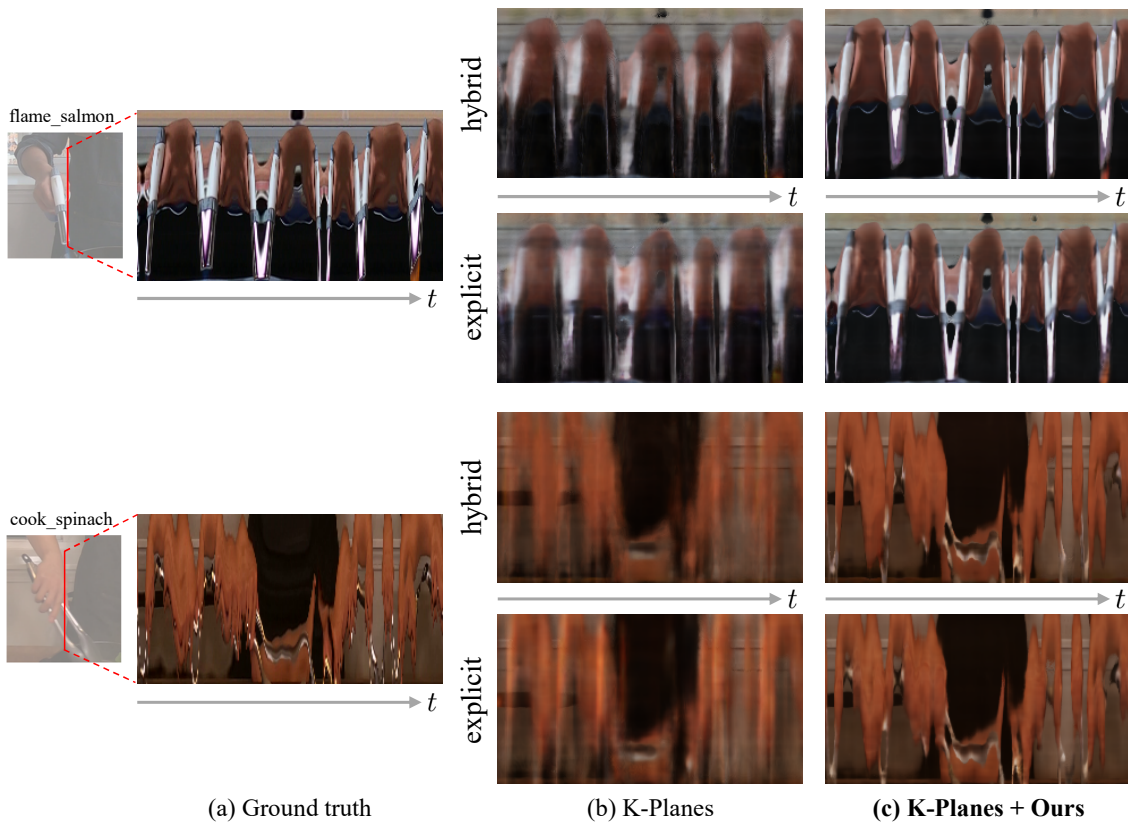 flame_salmon
t
hybrid
t
t
explicit
cook_spinach
t
hybrid
t
t
explicit
(a) Ground truth
(b) K-Planes
(c) K-Planes + Ours